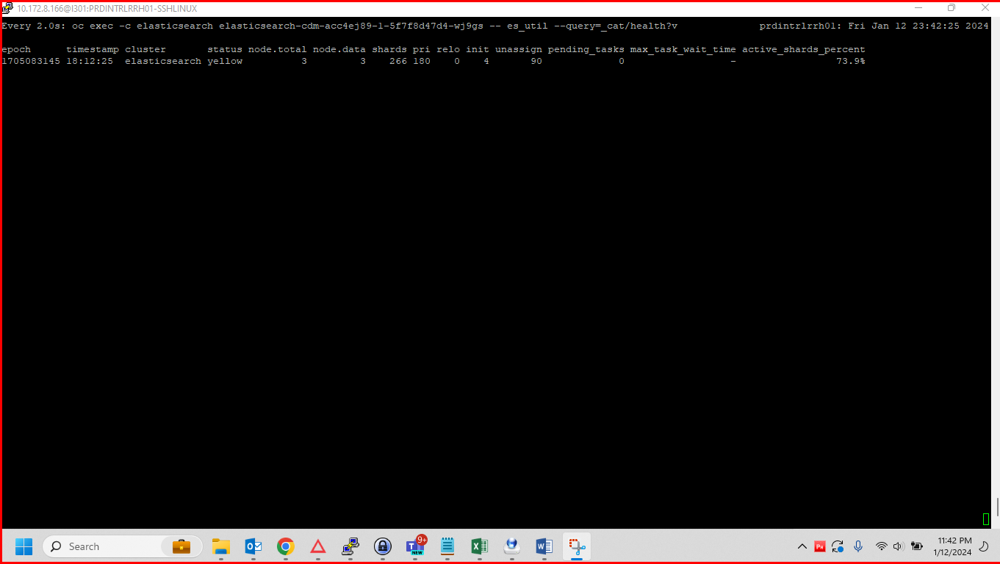 10.172.8.166@I301:PRDINTRLRRH01-SSHLINUX
Every 2.0s: oc exec -c elasticsearch elasticsearch-cdm-acc4ej89-1-5f7f8d47d4-wj9gs -- es_util --query=_cat/health?v prdintrlrrh01: Fri Jan 12 23:42:25 2024
epoch timestamp cluster status node.total node.data shards pri relo init unassign pending_tasks max_task_wait_time active_shards_percent
1705083145 18:12:25 elasticsearch yellow 3 3 266 180 0 4 90 0 - 73.9%
Search
9+
NEW
11:42 PM
1/12/2024